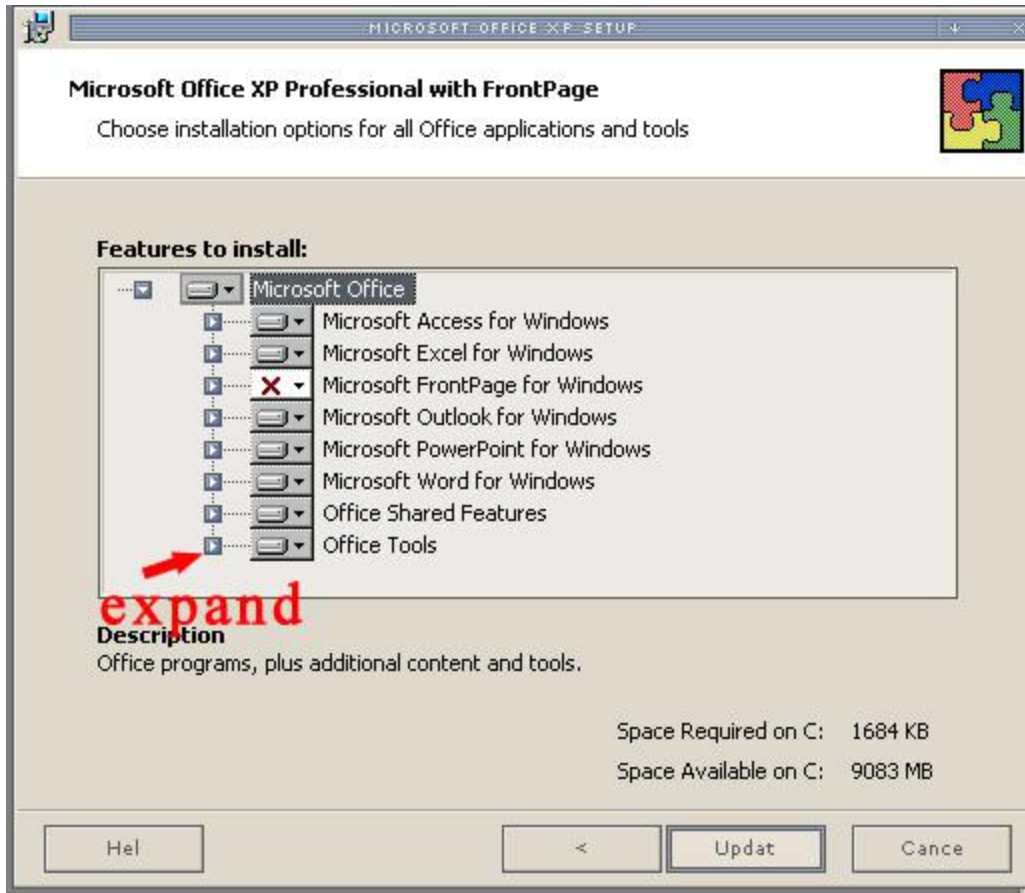 MICROSOFT OFFICE XP SETUP
Microsoft Office XP Professional with FrontPage
Choose installation options for all Office applications and tools
Features to install:
Microsoft Office
Microsoft Access for Windows
Microsoft Excel for Windows
Microsoft FrontPage for Windows
Microsoft Outlook for Windows
Microsoft PowerPoint for Windows
Microsoft Word for Windows
Office Shared Features
Office Tools
expand
Description
Office programs, plus additional content and tools.
Space Required on C: 1684 KB
Space Available on C: 9083 MB
Hel < Updat Cance